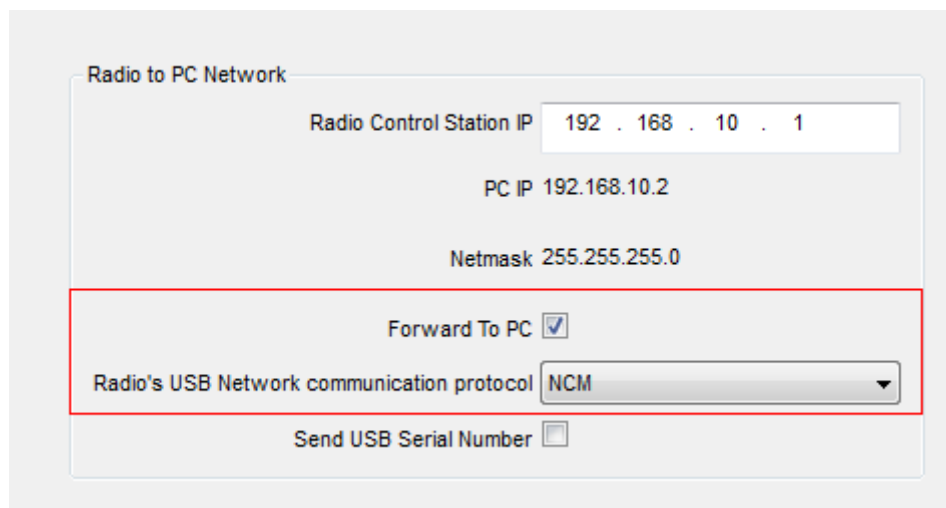 Radio to PC Network
Radio Control Station IP 192 . 168 . 10 . 1
PC IP 192.168.10.2
Netmask 255.255.255.0
Forward To PC
Radio's USB Network communication protocol NCM
Send USB Serial Number